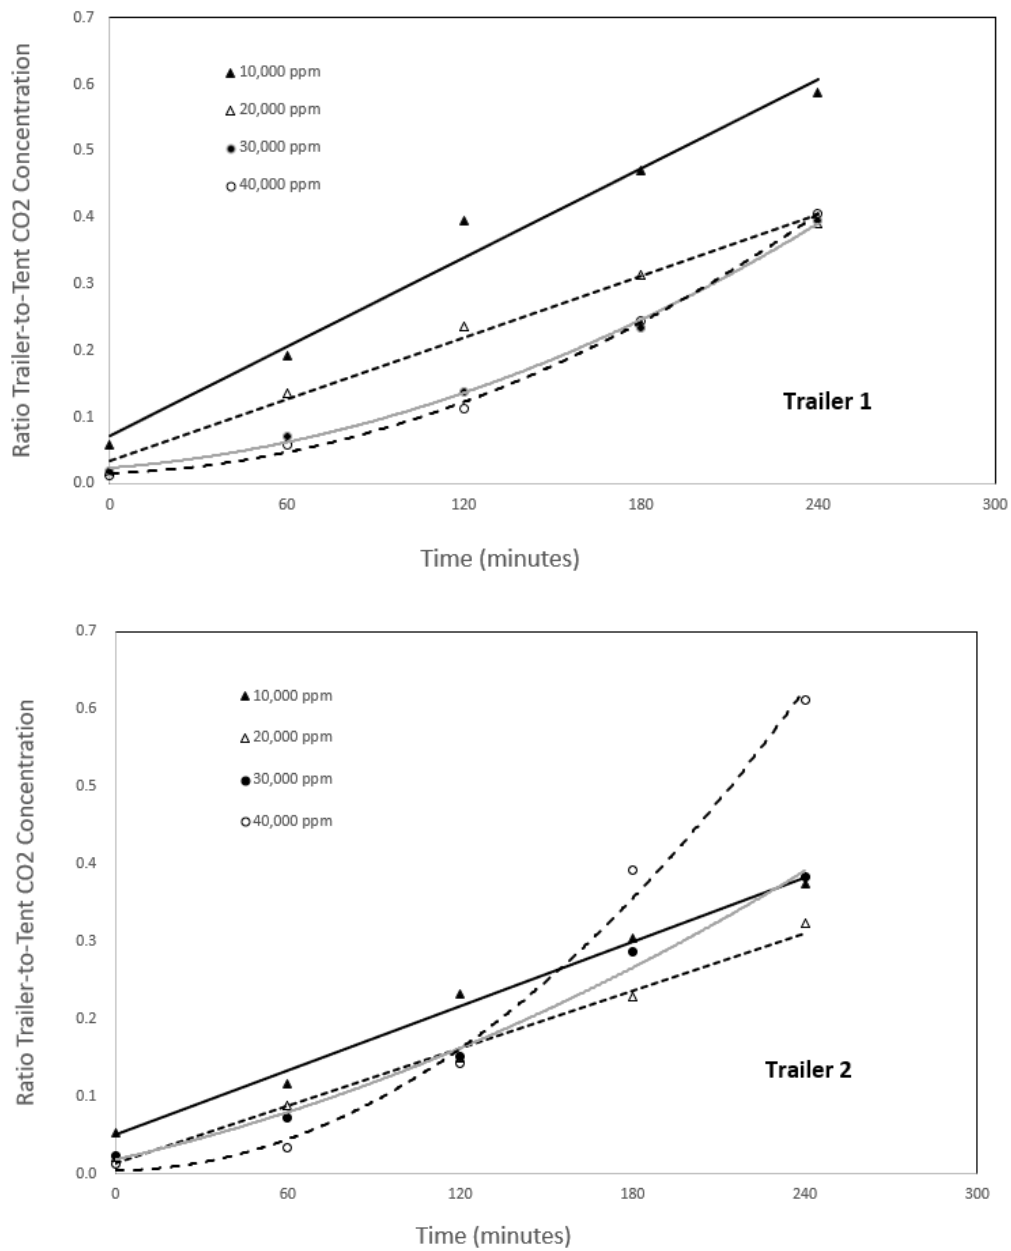 0.7
0.6
0.5
0.4
0.3
0.2
0.1
0.0
Ratio Trailer-to-Tent CO2 Concentration
10,000 ppm
20,000 ppm
30,000 ppm
40,000 ppm
Trailer 1
0 60 120 180 240 300
Time (minutes)
0.7
0.6
0.5
0.4
0.3
0.2
0.1
0.0
Ratio Trailer-to-Tent CO2 Concentration
10,000 ppm
20,000 ppm
30,000 ppm
40,000 ppm
Trailer 2
0 60 120 180 240 300
Time (minutes)